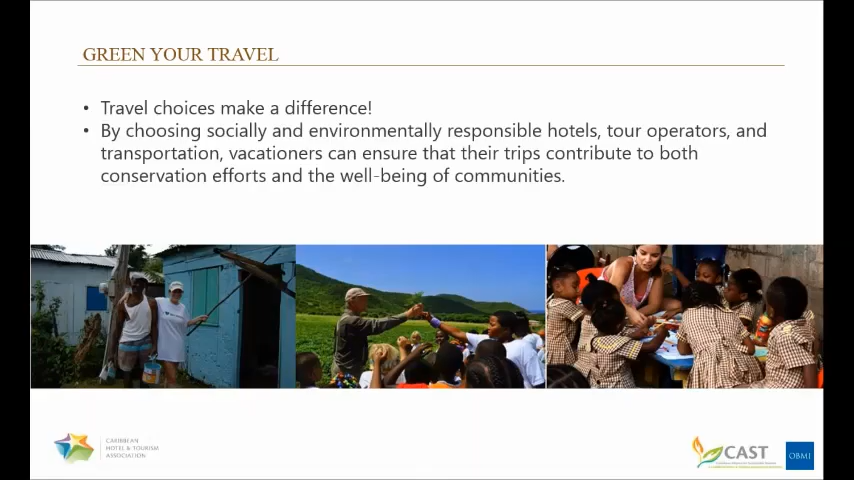 GREEN YOUR TRAVEL
• Travel choices make a difference!
• By choosing socially and environmentally responsible hotels, tour operators, and
transportation, vacationers can ensure that their trips contribute to both
conservation efforts and the well-being of communities.
CARIBBEAN
HOTEL & TOURISM
ASSOCIATION
CAST
OBMI